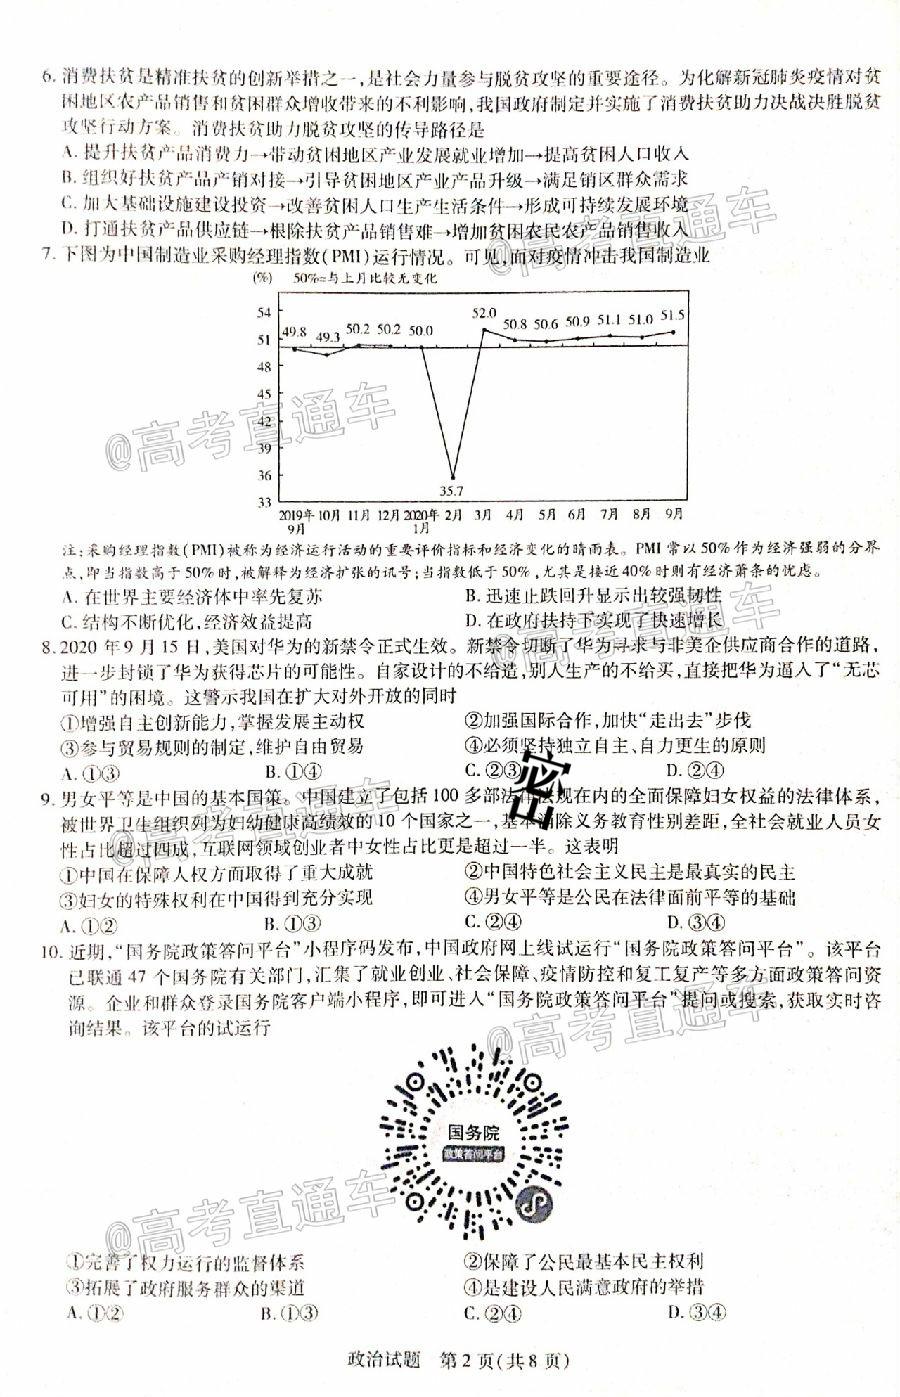 6. 消费扶贫是精准扶贫的创新举措之一,是社会力量参与脱贫攻坚的重要途径。为化解新冠肺炎疫情对贫
困地区农产品销售和贫困群众增收带来的不利影响,我国政府制定并实施了消费扶贫助力决战决胜脱贫
攻坚行动方案。消费扶贫助力脱贫攻坚的传导路径是
A. 提升扶贫产品消费力→带动贫困地区产业发展就业增加→提高贫困人口收入
B. 组织好扶贫产品产销对接→引导贫困地区产业产品升级→满足销区群众需求
C. 加大基础设施建设投资→改善贫困人口生产生活条件→形成可持续发展环境
D. 打通扶贫产品供应链→根除扶贫产品销售难→增加贫困农民农产品销售收入
7. 下图为中国制造业采购经理指数(PMI)运行情况。可见,面对疫情冲击我国制造业
(%) 50%=与上月比较无变化
54
51
48
45
42
39
36
33
49.8 49.3 50.2 50.2 50.0 35.7 52.0 50.8 50.6 50.9 51.1 51.0 51.5
2019年 10月 11月 12月 2020年 2月 3月 4月 5月 6月 7月 8月 9月
9月 1月
注:采购经理指数(PMI)被称为经济运行活动的重要评价指标和经济变化的晴雨表。PMI 常以 50% 作为经济强弱的分界
点,即当指数高于 50% 时,被解释为经济扩张的讯号;当指数低于 50%,尤其是接近 40% 时则有经济萧条的忧虑。
A. 在世界主要经济体中率先复苏 B. 迅速止跌回升显示出较强韧性
C. 结构不断优化,经济效益提高 D. 在政府扶持下实现了快速增长
8. 2020 年 9 月 15 日,美国对华为的新禁令正式生效。新禁令切断了华为寻求与非美企供应商合作的道路,
进一步封锁了华为获得芯片的可能性。自家设计的不给造,别人生产的不给买,直接把华为逼入了“无芯
可用”的困境。这警示我国在扩大对外开放的同时
①增强自主创新能力,掌握发展主动权 ②加强国际合作,加快“走出去”步伐
③参与贸易规则的制定,维护自由贸易 ④必须坚持独立自主、自力更生的原则
A. ①③ B. ①④ C. ②③ D. ②④
密
9. 男女平等是中国的基本国策。中国建立了包括 100 多部法律法规在内的全面保障妇女权益的法律体系,
被世界卫生组织列为妇幼健康高绩效的 10 个国家之一,基本消除义务教育性别差距,全社会就业人员女
性占比超过四成,互联网领域创业者中女性占比更是超过一半。这表明
①中国在保障人权方面取得了重大成就 ②中国特色社会主义民主是最真实的民主
③妇女的特殊权利在中国得到充分实现 ④男女平等是公民在法律面前平等的基础
A. ①② B. ①③ C. ②④ D. ③④
10. 近期,“国务院政策答问平台”小程序码发布,中国政府网上线试运行“国务院政策答问平台”。该平台
已联通 47 个国务院有关部门,汇集了就业创业、社会保障、疫情防控和复工复产等多方面政策答问资
源。企业和群众登录国务院客户端小程序,即可进入“国务院政策答问平台”提问或搜索,获取实时咨
询结果。该平台的试运行
国务院
政策答问平台
①完善了权力运行的监督体系 ②保障了公民最基本民主权利
③拓展了政府服务群众的渠道 ④是建设人民满意政府的举措
A. ①② B. ①③ C. ②④ D. ③④
政治试题 第 2 页(共 8 页)
@高考直通车
@高考直通车
@高考直通车
@高考直通车
@高考直通车
@高考直通车